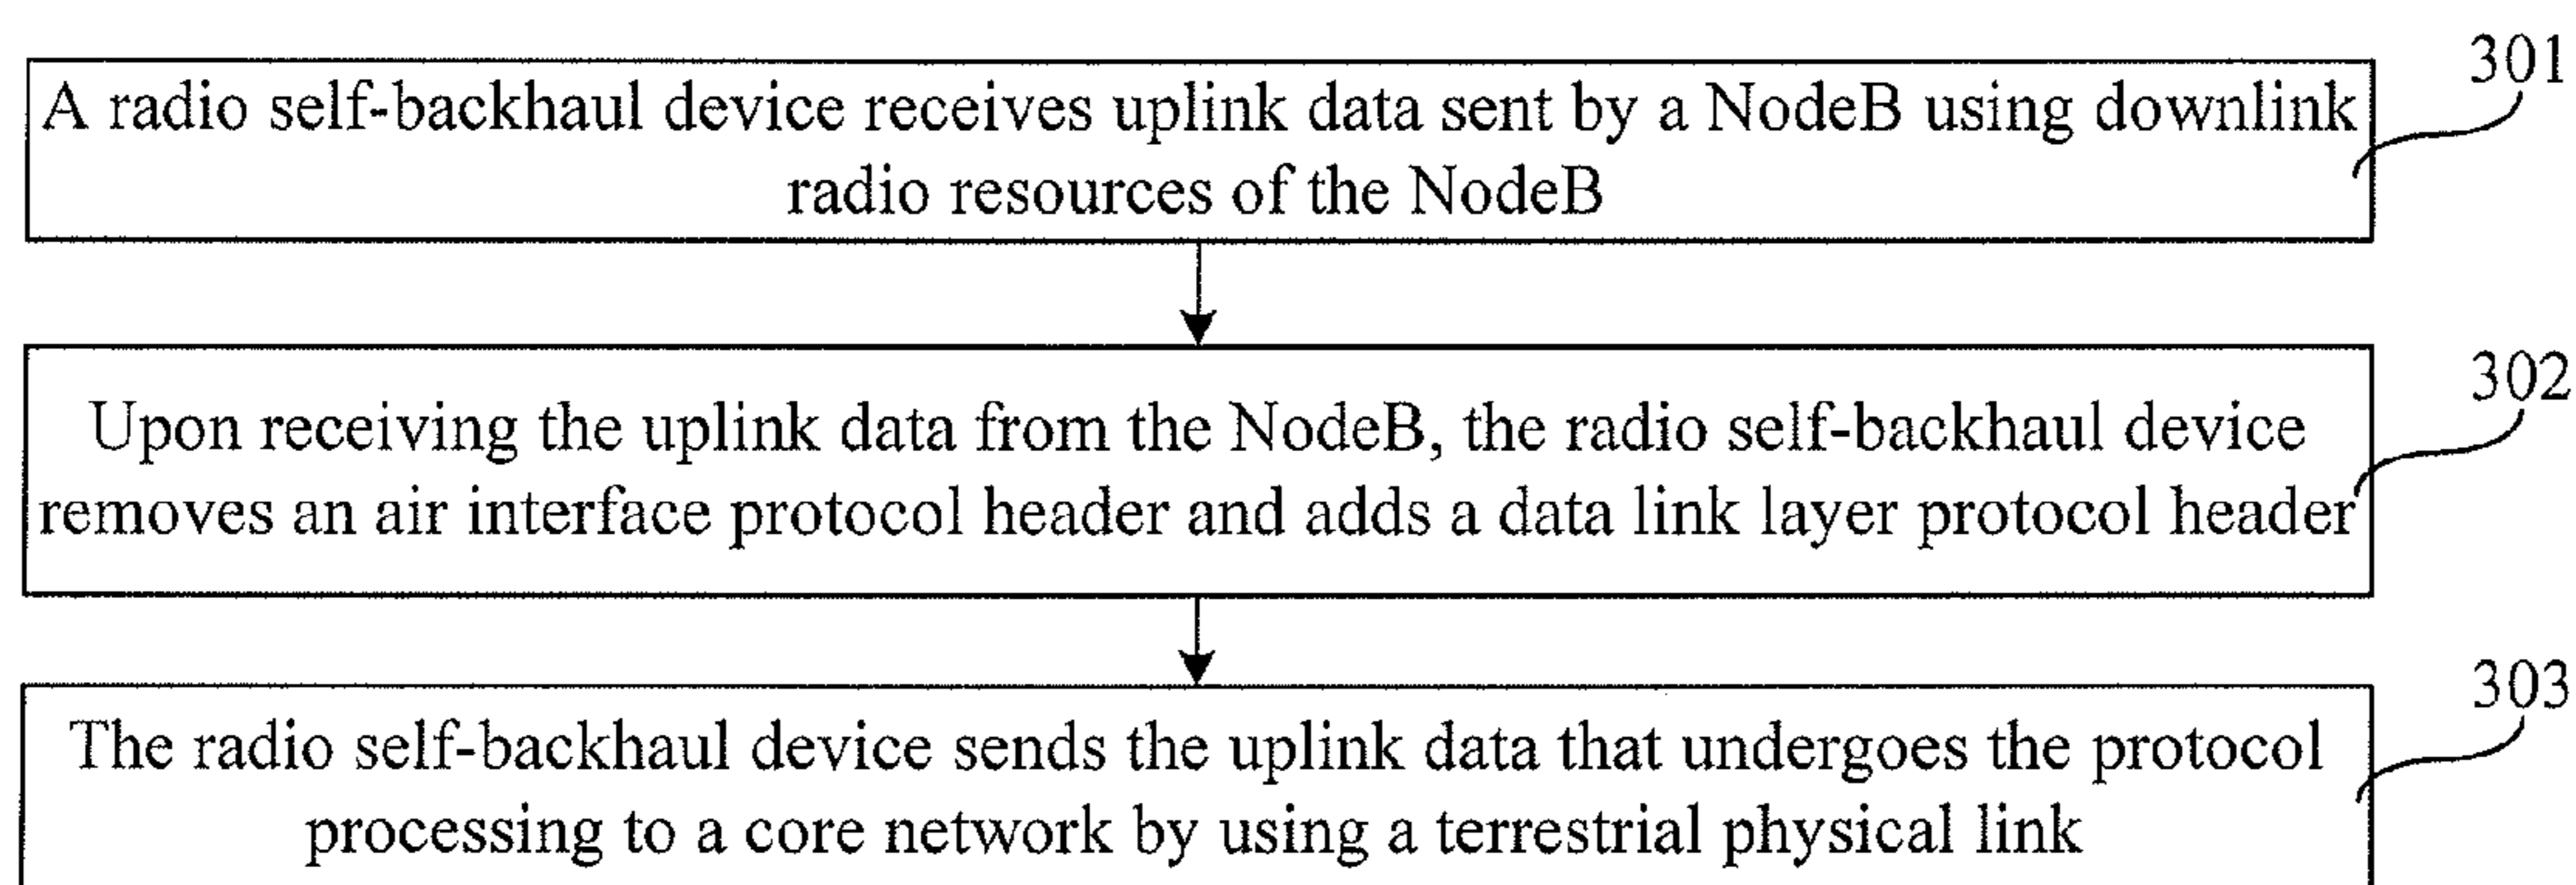 A radio self-backhaul device receives uplink data sent by a NodeB using downlink
radio resources of the NodeB
301
Upon receiving the uplink data from the NodeB, the radio self-backhaul device
removes an air interface protocol header and adds a data link layer protocol header
302
The radio self-backhaul device sends the uplink data that undergoes the protocol
processing to a core network by using a terrestrial physical link
303